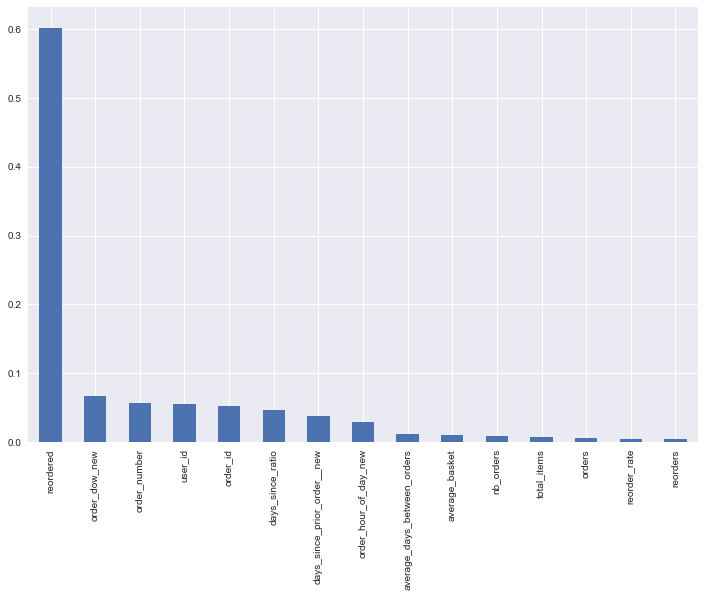 0.6
0.5
0.4
0.3
0.2
0.1
0.0
reordered
order_dow_new
order_number
user_id
order_id
days_since_ratio
days_since_prior_order__new
order_hour_of_day_new
average_days_between_orders
average_basket
nb_orders
total_items
orders
reorder_rate
reorders